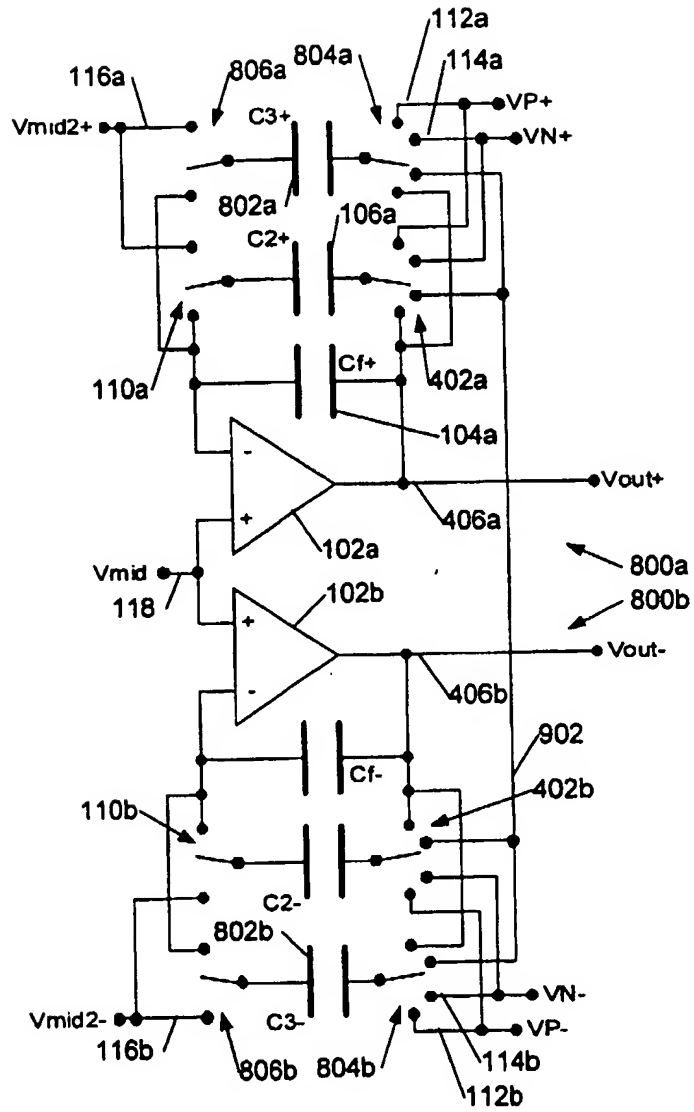 112a
804a
114a
116a
806a
C3+
VP+
Vmid2+
VN+
802a
106a
C2+
Cf+
110a
402a
104a
-
Vout+
+
406a
102a
Vmid
800a
118
102b
800b
+
Vout-
-
406b
902
Cf-
402b
110b
C2-
802b
VN-
Vmid2-
C3-
VP-
116b
806b
804b
114b
112b